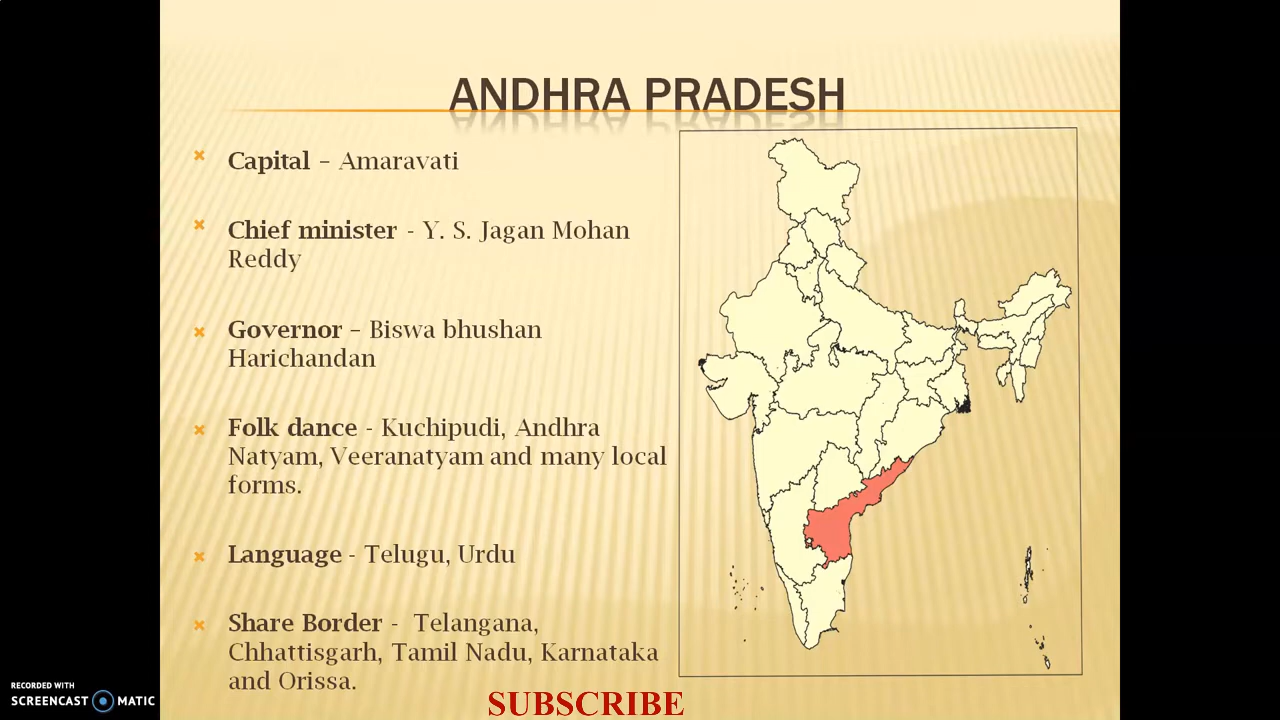 ANDHRA PRADESH
Capital – Amaravati
Chief minister - Y. S. Jagan Mohan
Reddy
Governor – Biswa bhushan
Harichandan
Folk dance - Kuchipudi, Andhra
Natyam, Veeranatyam and many local
forms.
Language - Telugu, Urdu
Share Border - Telangana,
Chhattisgarh, Tamil Nadu, Karnataka
and Orissa.
SUBSCRIBE
RECORDED WITH
SCREENCAST MATIC